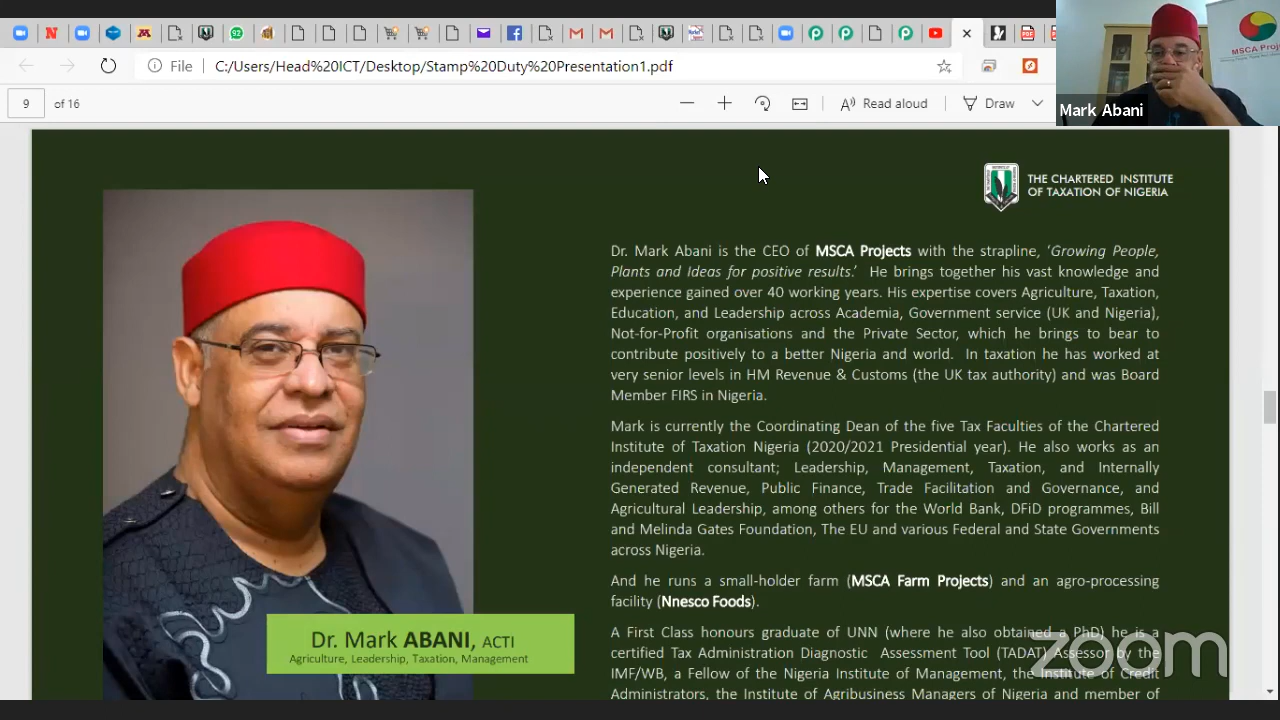 File
C:/Users/Head%20ICT/Desktop/Stamp%20Duty%20Presentation1.pdf
9 of 16
Read aloud
Draw
MSCA
Mark Abani
THE CHARTERED INSTITUTE
OF TAXATION OF NIGERIA
Dr. Mark Abani is the CEO of MSCA Projects with the strapline, ‘Growing People,
Plants and Ideas for positive results.’ He brings together his vast knowledge and
experience gained over 40 working years. His expertise covers Agriculture, Taxation,
Education, and Leadership across Academia, Government service (UK and Nigeria),
Not-for-Profit organisations and the Private Sector, which he brings to bear to
contribute positively to a better Nigeria and world. In taxation he has worked at
very senior levels in HM Revenue & Customs (the UK tax authority) and was Board
Member FIRS in Nigeria.
Mark is currently the Coordinating Dean of the five Tax Faculties of the Chartered
Institute of Taxation Nigeria (2020/2021 Presidential year). He also works as an
independent consultant; Leadership, Management, Taxation, and Internally
Generated Revenue, Public Finance, Trade Facilitation and Governance, and
Agricultural Leadership, among others for the World Bank, DFiD programmes, Bill
and Melinda Gates Foundation, The EU and various Federal and State Governments
across Nigeria.
And he runs a small-holder farm (MSCA Farm Projects) and an agro-processing
facility (Nnesco Foods).
A First Class honours graduate of UNN (where he also obtained a PhD) he is a
certified Tax Administration Diagnostic Assessment Tool (TADAT) Assessor by the
IMF/WB, a Fellow of the Nigeria Institute of Management, the Institute of Credit
Administrators, the Institute of Agribusiness Managers of Nigeria and member of
Dr. Mark ABANI, ACTI
Agriculture, Leadership, Taxation, Management
zoom